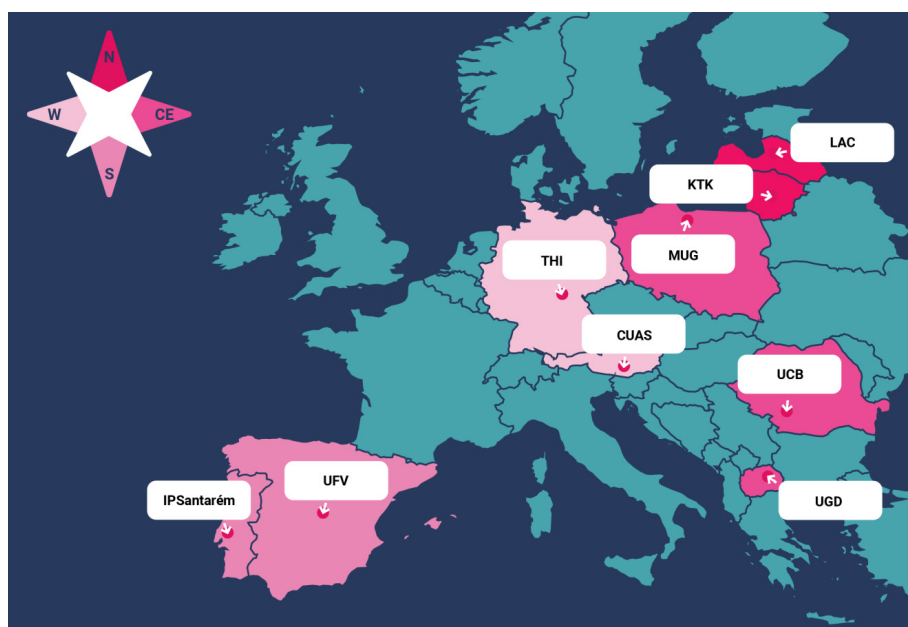 N
W
CE
S
LAC
KTK
MUG
THI
CUAS
UCB
UFV
IPSantarém
UGD